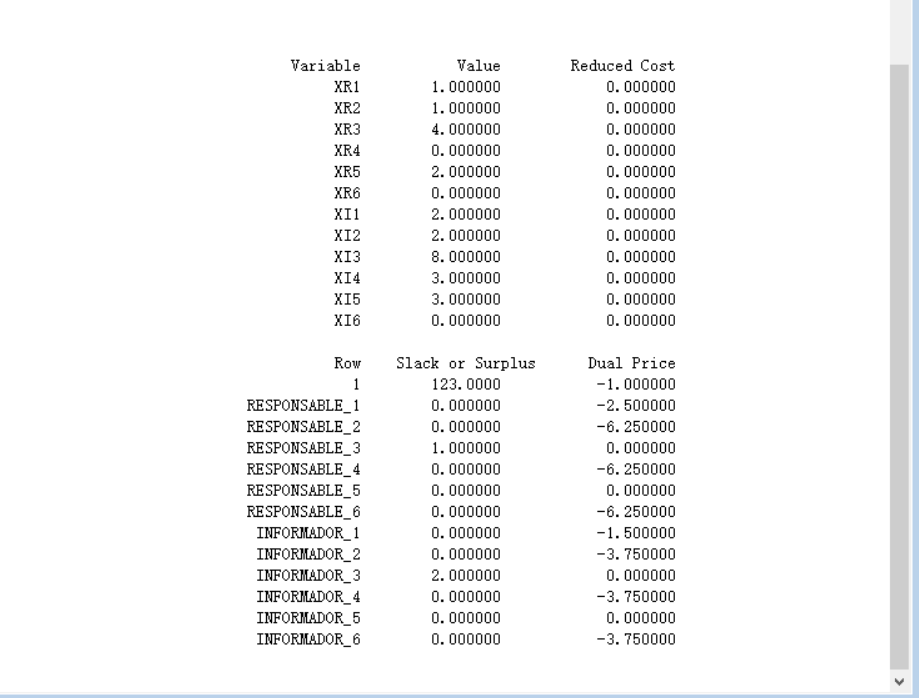 Variable Value Reduced Cost
XR1 1.000000 0.000000
XR2 1.000000 0.000000
XR3 4.000000 0.000000
XR4 0.000000 0.000000
XR5 2.000000 0.000000
XR6 0.000000 0.000000
XI1 2.000000 0.000000
XI2 2.000000 0.000000
XI3 8.000000 0.000000
XI4 3.000000 0.000000
XI5 3.000000 0.000000
XI6 0.000000 0.000000
Row Slack or Surplus Dual Price
1 123.0000 -1.000000
RESPONSABLE_1 0.000000 -2.500000
RESPONSABLE_2 0.000000 -6.250000
RESPONSABLE_3 1.000000 0.000000
RESPONSABLE_4 0.000000 -6.250000
RESPONSABLE_5 0.000000 0.000000
RESPONSABLE_6 0.000000 -6.250000
INFORMADOR_1 0.000000 -1.500000
INFORMADOR_2 0.000000 -3.750000
INFORMADOR_3 2.000000 0.000000
INFORMADOR_4 0.000000 -3.750000
INFORMADOR_5 0.000000 0.000000
INFORMADOR_6 0.000000 -3.750000